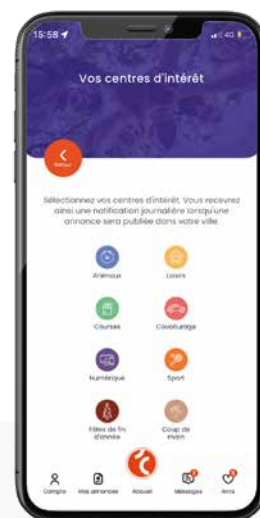 15:58
4G
Vos centres d'intérêt
Retour
Sélectionnez vos centres d'intérêt. Vous recevrez
ainsi une notification journalière lorsqu'une
annonce sera publiée dans votre ville.
Animaux
Loisirs
Courses
Covoiturage
Numérique
Sport
Fêtes de fin
d'année
Coup de
main
Compte
Mes annonces
Accueil
Messages
Amis